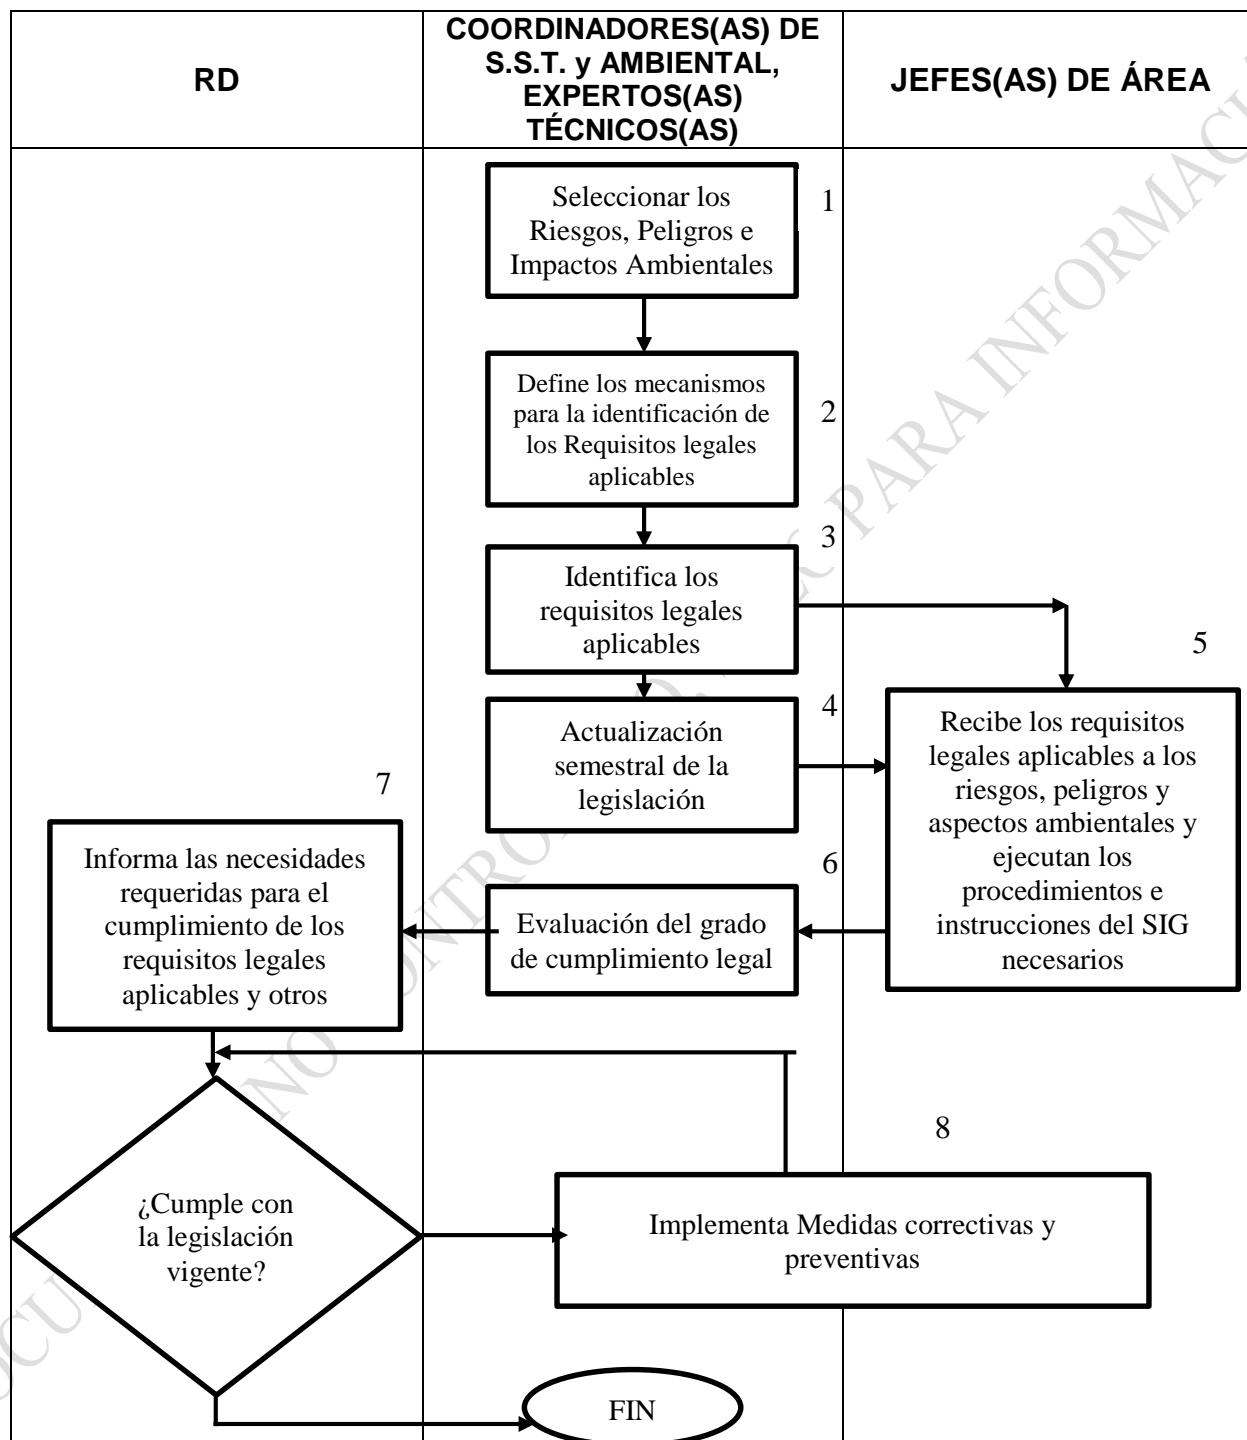 RD
COORDINADORES(AS) DE
S.S.T. y AMBIENTAL,
EXPERTOS(AS)
TÉCNICOS(AS)
JEFES(AS) DE ÁREA
Seleccionar los
Riesgos, Peligros e
Impactos Ambientales
1
Define los mecanismos
para la identificación de
los Requisitos legales
aplicables
2
3
Identifica los
requisitos legales
aplicables
4
Actualización
semestral de la
legislación
5
Recibe los requisitos
legales aplicables a los
riesgos, peligros y
aspectos ambientales y
ejecutan los
procedimientos e
instrucciones del SIG
necesarios
6
Evaluación del grado
de cumplimiento legal
7
Informa las necesidades
requeridas para el
cumplimiento de los
requisitos legales
aplicables y otros
8
Implementa Medidas correctivas y
preventivas
¿Cumple con
la legislación
vigente?
FIN
NO PARA